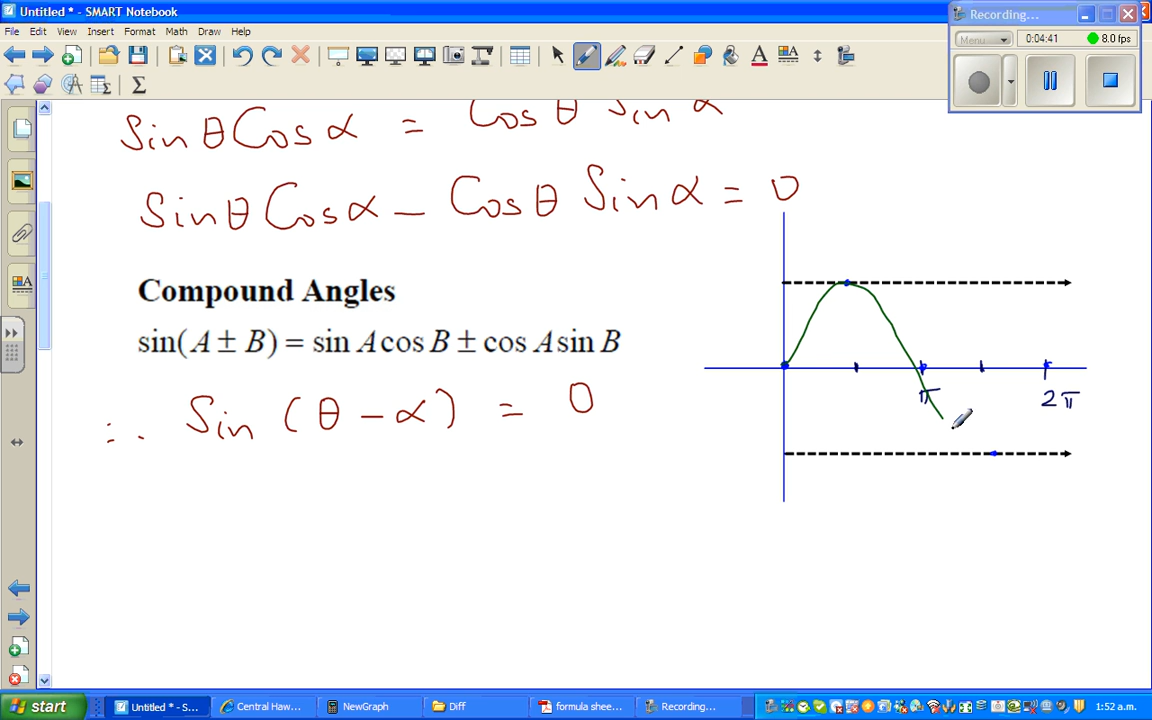 Untitled * - SMART Notebook
Recording...
File Edit View Insert Format Math Draw Help
Menu 0:04:41 8.0 fps
Sin θ Cos α = Cos θ Sin α
Sin θ Cos α – Cos θ Sin α = 0
Compound Angles
sin(A ± B) = sin A cos B ± cos A sin B
∴ Sin (θ – α) = 0
π 2π
start Untitled * - S... Central Haw... NewGraph Diff formula shee... Recording... 1:52 a.m.